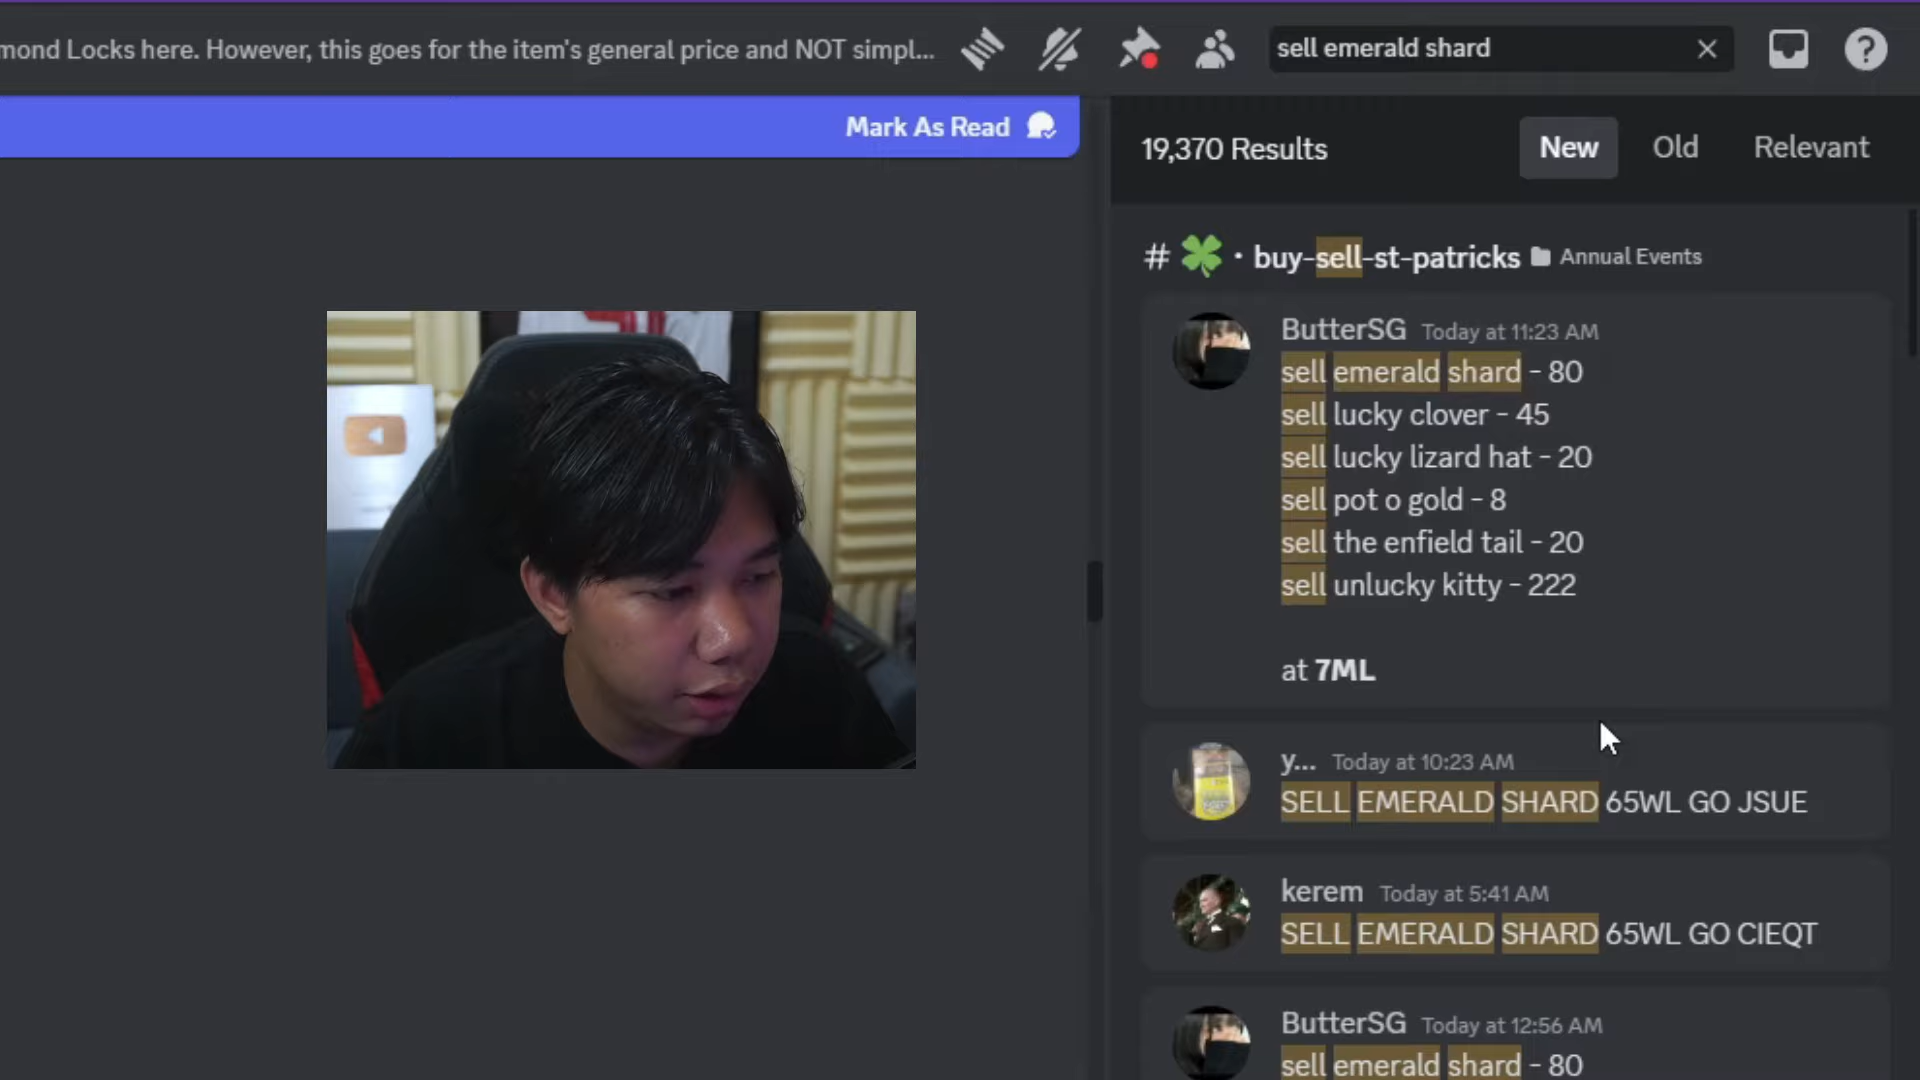 mond Locks here. However, this goes for the item's general price and NOT simpl...
sell emerald shard
Mark As Read
19,370 Results
New
Old
Relevant
# • buy-sell-st-patricks Annual Events
ButterSG Today at 11:23 AM
sell emerald shard - 80
sell lucky clover - 45
sell lucky lizard hat - 20
sell pot o gold - 8
sell the enfield tail - 20
sell unlucky kitty - 222
at 7ML
y... Today at 10:23 AM
SELL EMERALD SHARD 65WL GO JSUE
kerem Today at 5:41 AM
SELL EMERALD SHARD 65WL GO CIEQT
ButterSG Today at 12:56 AM
sell emerald shard - 80